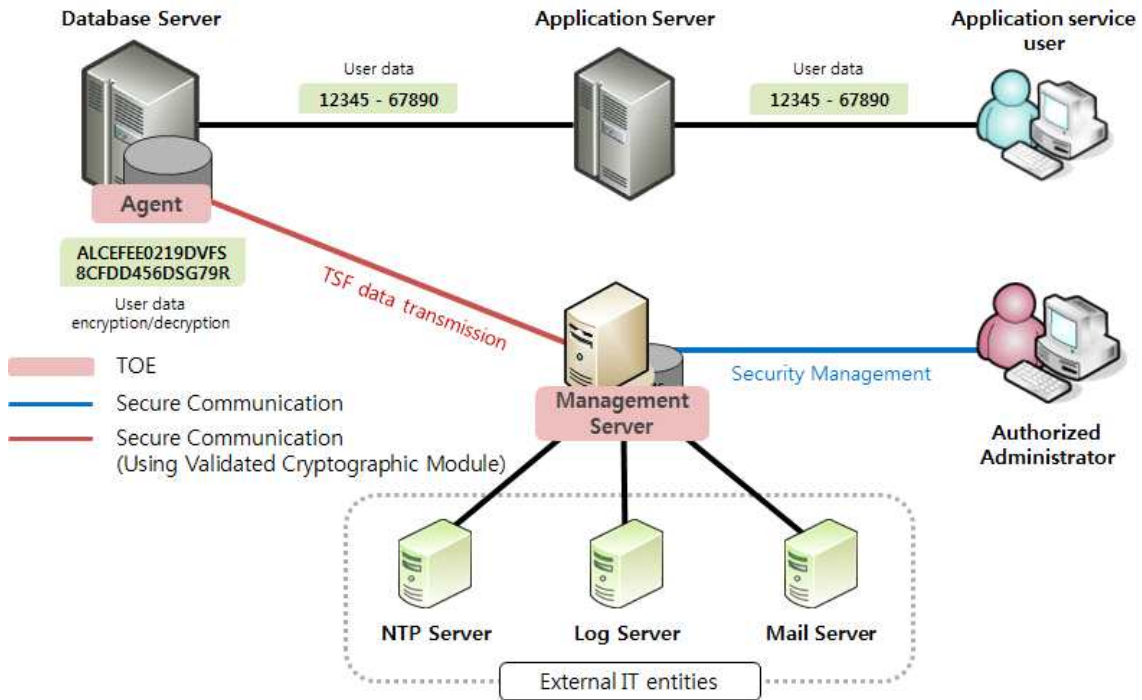 Database Server
Application Server
Application service
user
User data
12345 - 67890
User data
12345 - 67890
Agent
ALCEFEE0219DVFS
8CFDD456DSG79R
User data
encryption/decryption
TSF data transmission
Security Management
Management
Server
Authorized
Administrator
TOE
Secure Communication
Secure Communication
(Using Validated Cryptographic Module)
NTP Server
Log Server
Mail Server
External IT entities